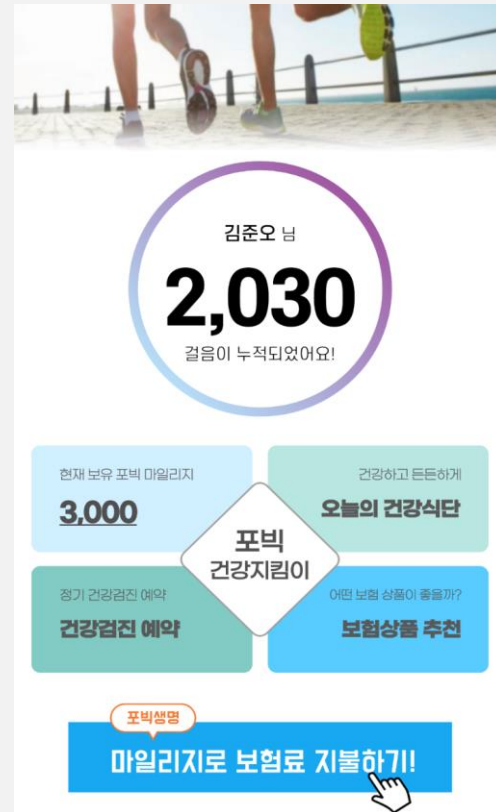 김준오 님
2,030
걸음이 누적되었어요!
현재 보유 포빅 마일리지
3,000
건강하고 든든하게
오늘의 건강식단
포빅
건강지킴이
정기 건강검진 예약
건강검진 예약
어떤 보험 상품이 좋을까?
보험상품 추천
포빅생명
마일리지로 보험료 지불하기!